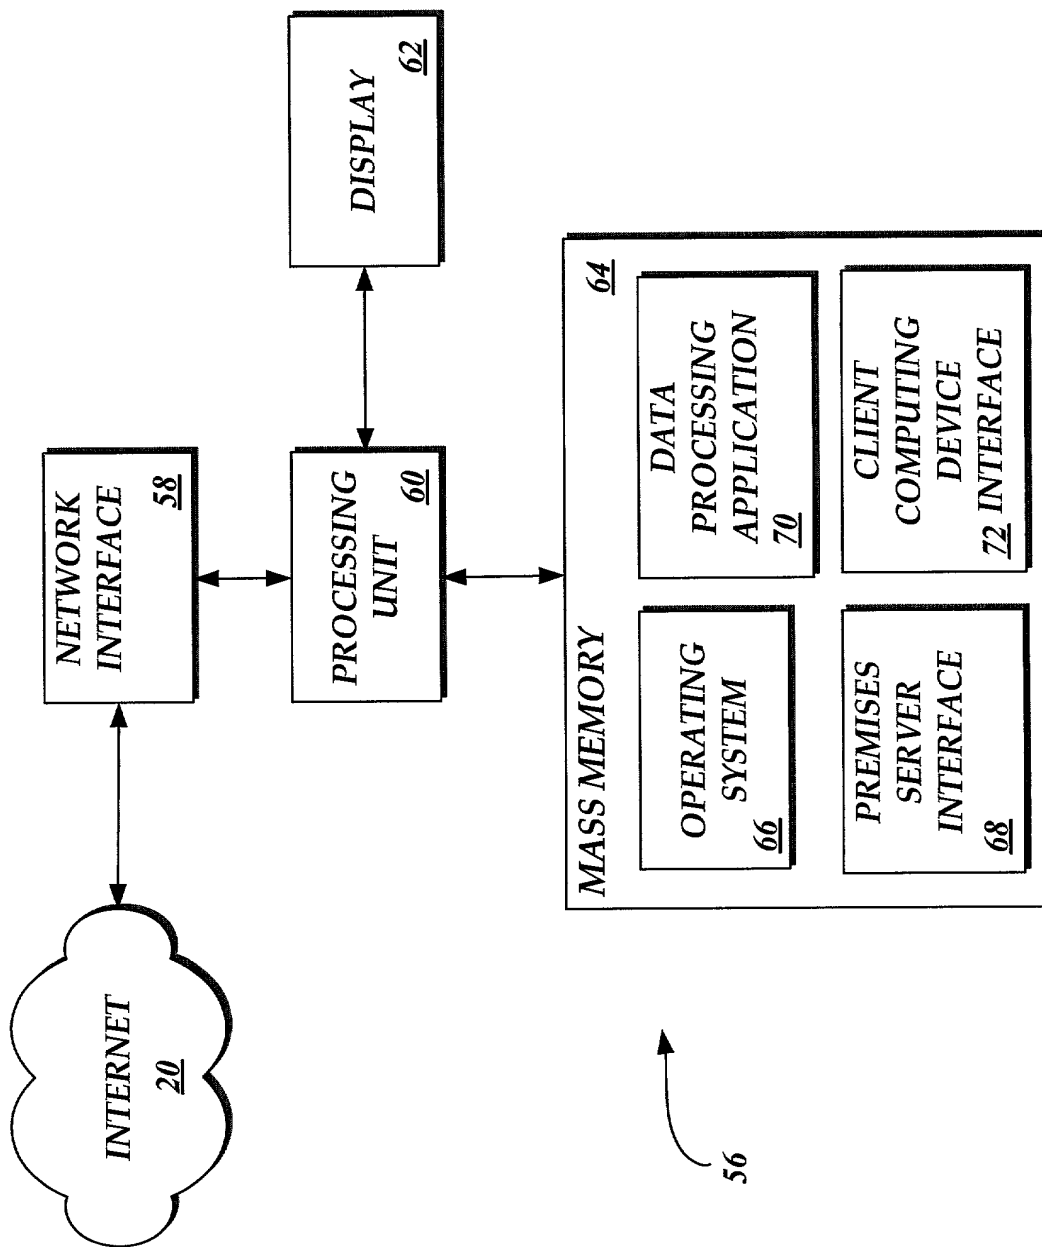 INTERNET
20
NETWORK
INTERFACE
58
PROCESSING
UNIT
60
DISPLAY
62
MASS MEMORY
64
OPERATING
SYSTEM
66
DATA
PROCESSING
APPLICATION
70
PREMISES
SERVER
INTERFACE
68
CLIENT
COMPUTING
DEVICE
INTERFACE
72
56